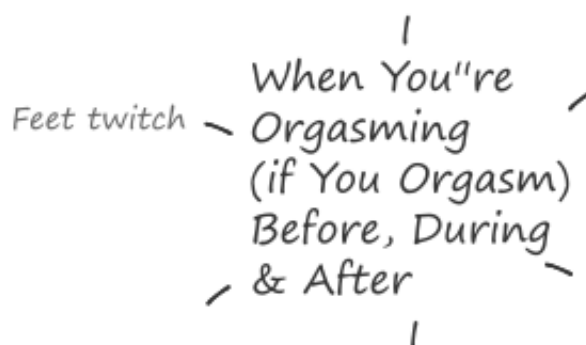 When You"re
Feet twitch
Orgasming
(if You Orgasm)
Before, During
& After